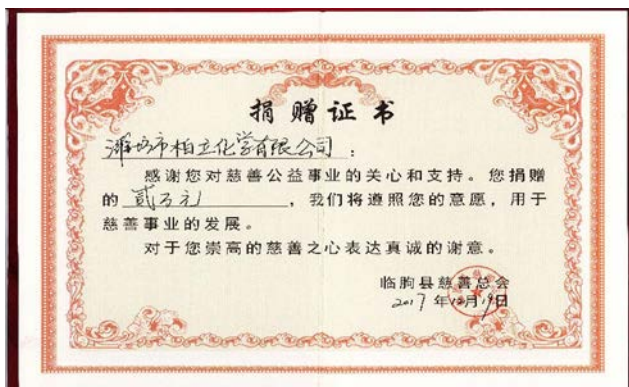 捐赠证书
潍坊市柏立化学有限公司：
感谢您对慈善公益事业的关心和支持。您捐赠
的 贰万元 ，我们将遵照您的意愿，用于
慈善事业的发展。
对于您崇高的慈善之心表达真诚的谢意。
临朐县慈善总会
2017年12月19日